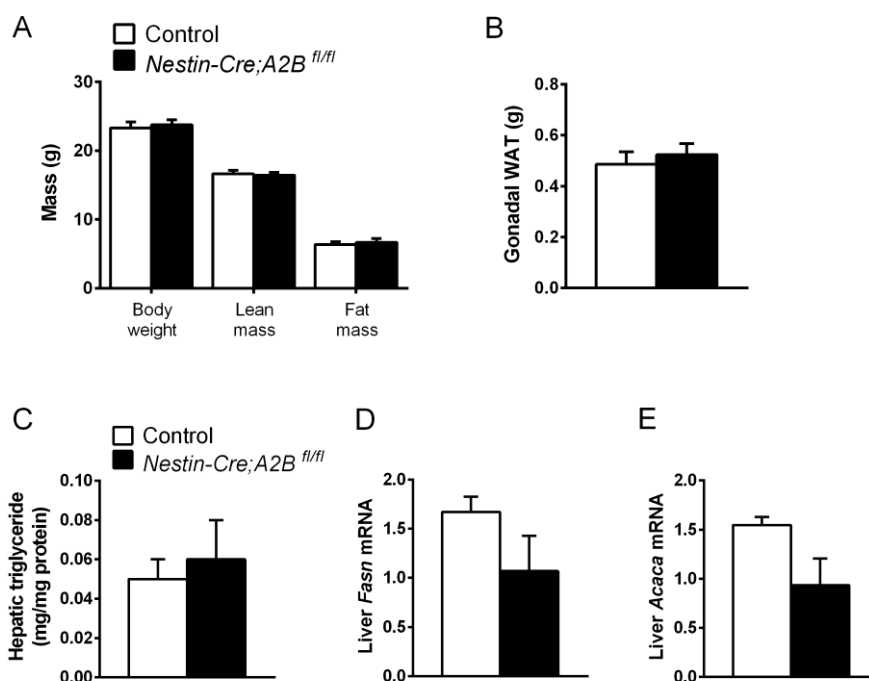 A
Control
Nestin-Cre;A2B fl/fl
30
20
10
0
Mass (g)
Body weight
Lean mass
Fat mass
B
0.8
0.6
0.4
0.2
0.0
Gonadal WAT (g)
C
Control
Nestin-Cre;A2B fl/fl
0.10
0.08
0.06
0.04
0.02
0.00
Hepatic triglyceride
(mg/mg protein)
D
2.0
1.5
1.0
0.5
0.0
Liver Fasn mRNA
E
2.0
1.5
1.0
0.5
0.0
Liver Acaca mRNA